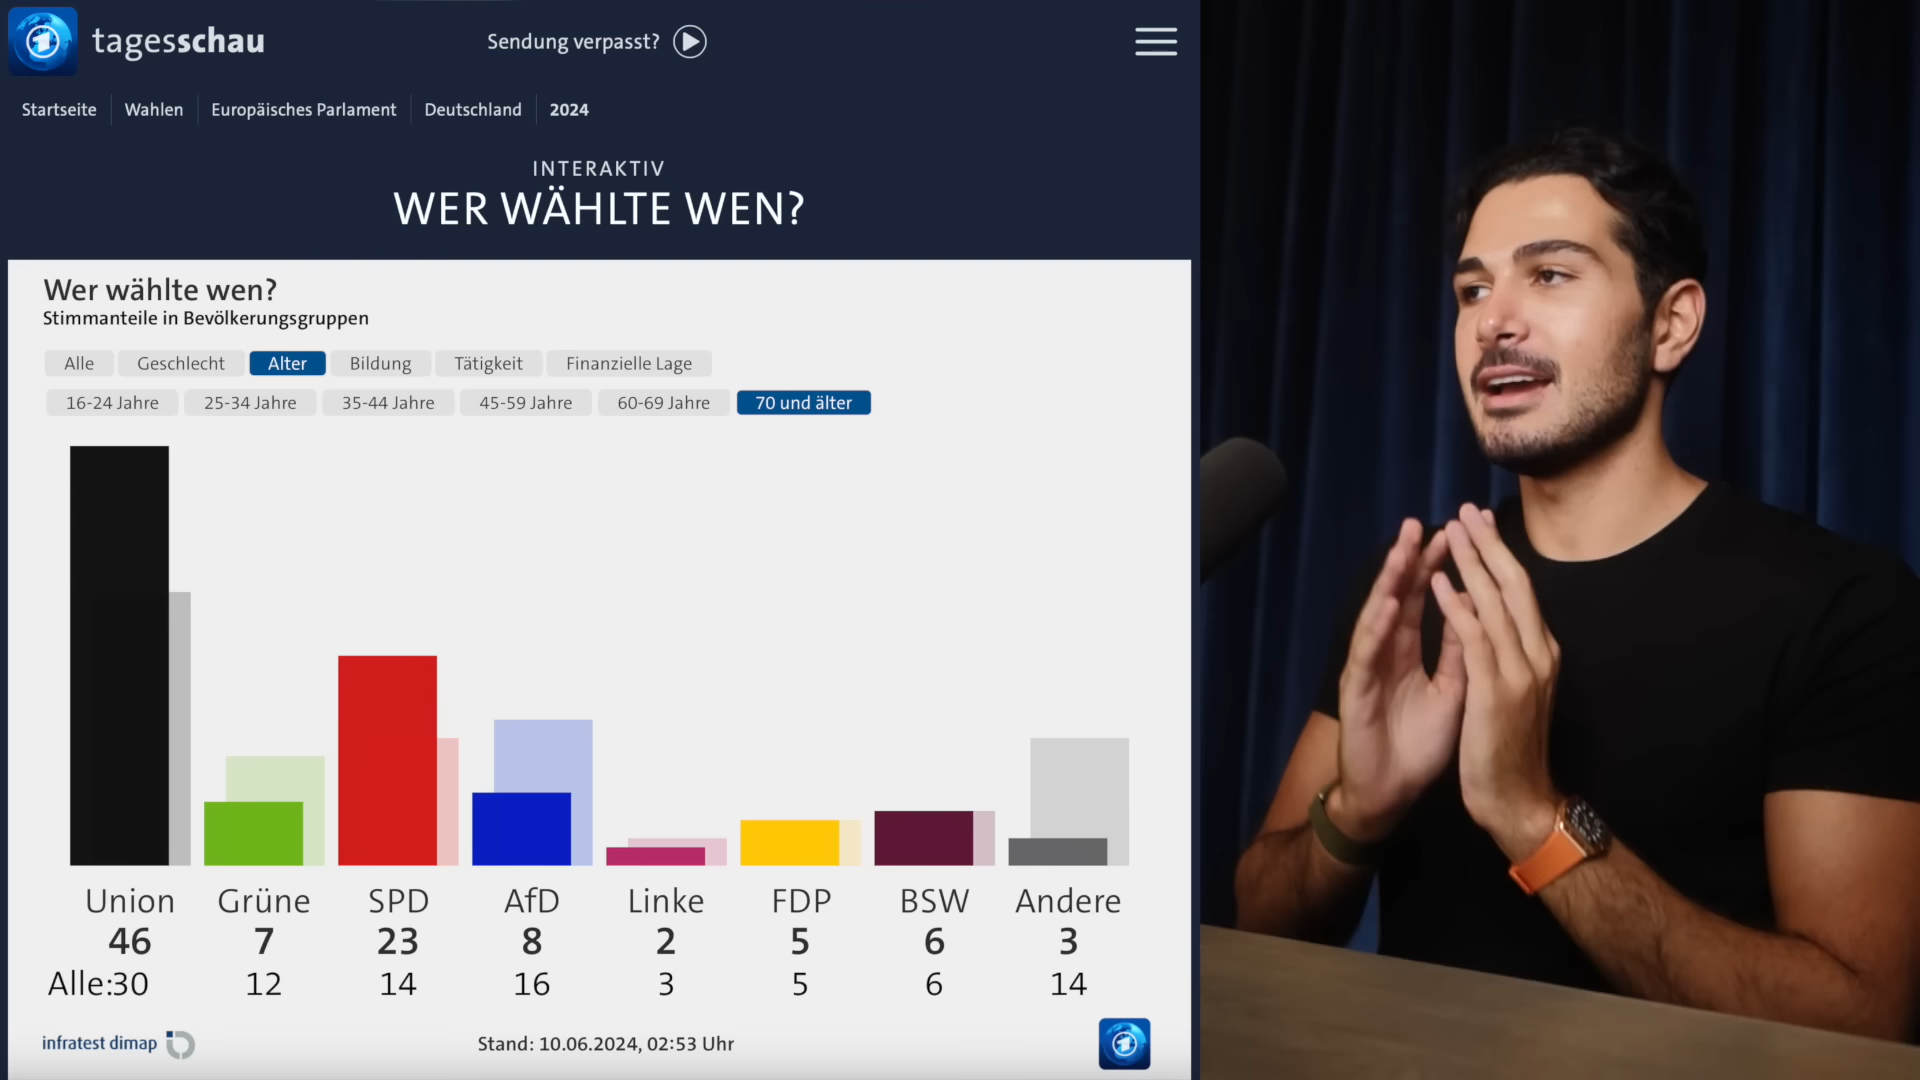 tagesschau
Sendung verpasst?
Startseite Wahlen Europäisches Parlament Deutschland 2024
INTERAKTIV
WER WÄHLTE WEN?
Wer wählte wen?
Stimmanteile in Bevölkerungsgruppen
Alle Geschlecht Alter Bildung Tätigkeit Finanzielle Lage
16-24 Jahre 25-34 Jahre 35-44 Jahre 45-59 Jahre 60-69 Jahre 70 und älter
Union Grüne SPD AfD Linke FDP BSW Andere
46 7 23 8 2 5 6 3
Alle:30 12 14 16 3 5 6 14
infratest dimap
Stand: 10.06.2024, 02:53 Uhr